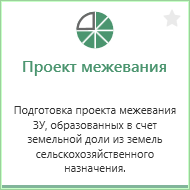 Проект межевания
Подготовка проекта межевания
ЗУ, образованных в счет
земельной доли из земель
сельскохозяйственного
назначения.